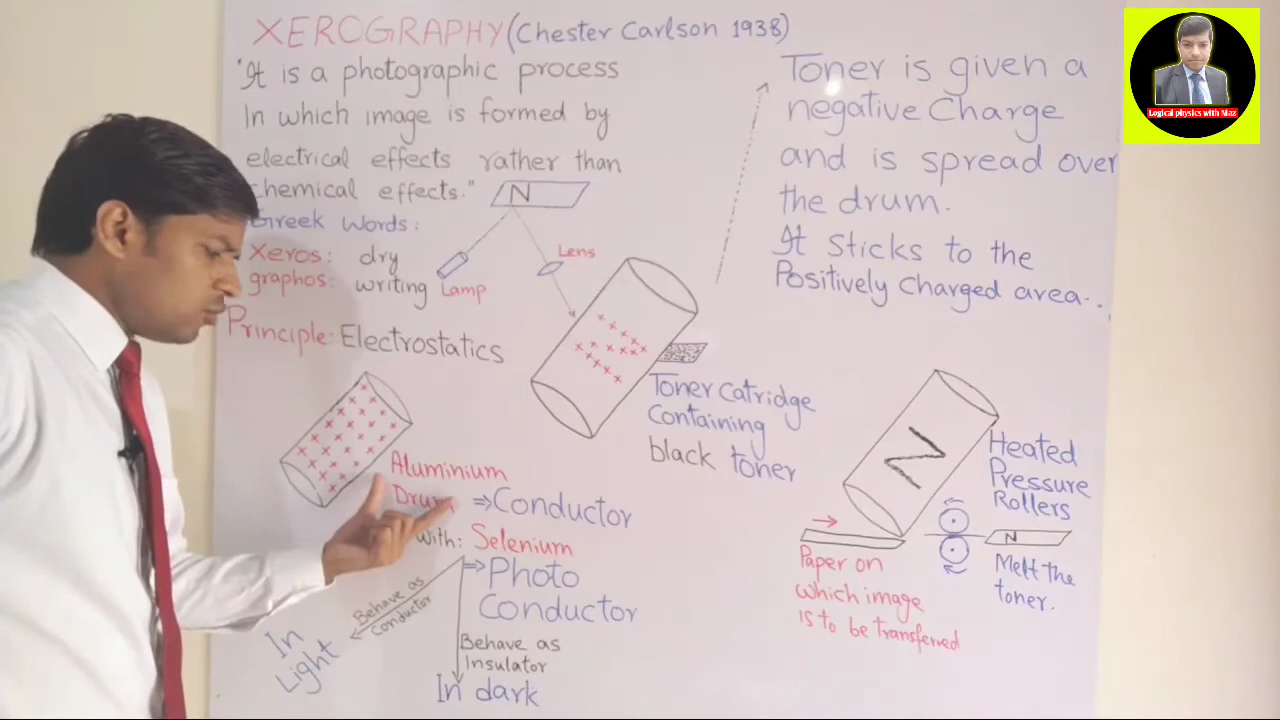 XEROGRAPHY (Chester Carlson 1938)
"It is a photographic process
In which image is formed by
electrical effects rather than
chemical effects."
Greek Words:
Xeros: dry
graphos: writing
Principle: Electrostatics
N
Lens
Lamp
Toner Catridge
Containing
black toner
Aluminium
Drum ⇒ Conductor
with: Selenium
⇒ Photo
Conductor
Behave as
Conductor
In
Light
Behave as
Insulator
In dark
Toner is given a
negative Charge
and is spread over
the drum.
It Sticks to the
Positively Charged area..
N
Heated
Pressure
Rollers
N
Paper on
which image
is to be transferred
Melt the
toner.
Logical physics with Niaz